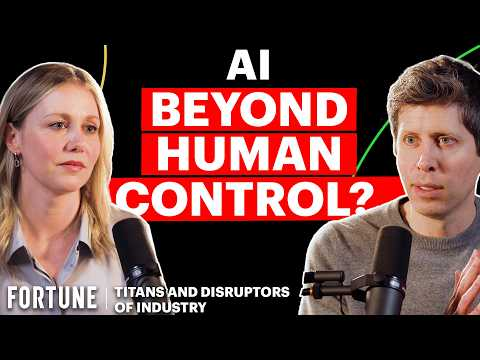 AI
BEYOND
HUMAN
CONTROL?
FORTUNE
TITANS AND DISRUPTORS
OF INDUSTRY